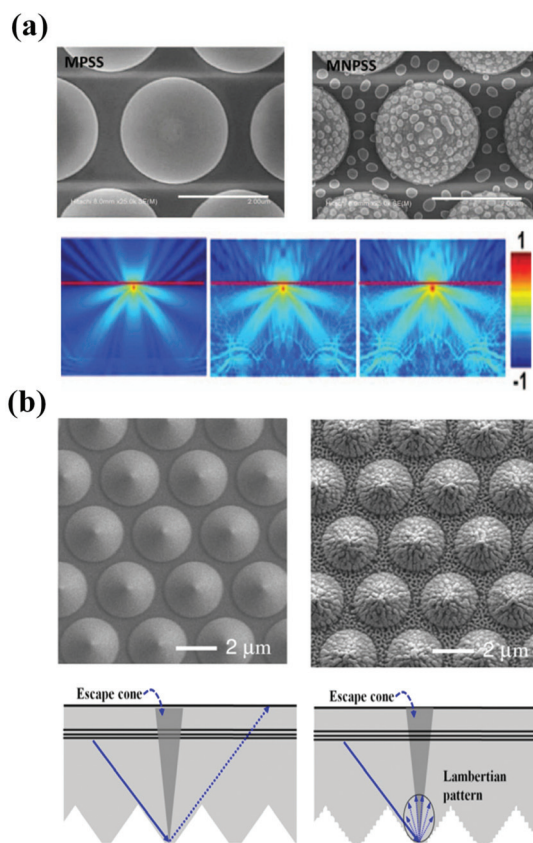 (a)
MPSS
MNPSS
2.00um
1
-1
(b)
2 μm
2 μm
Escape cone
Escape cone
Lambertian
pattern